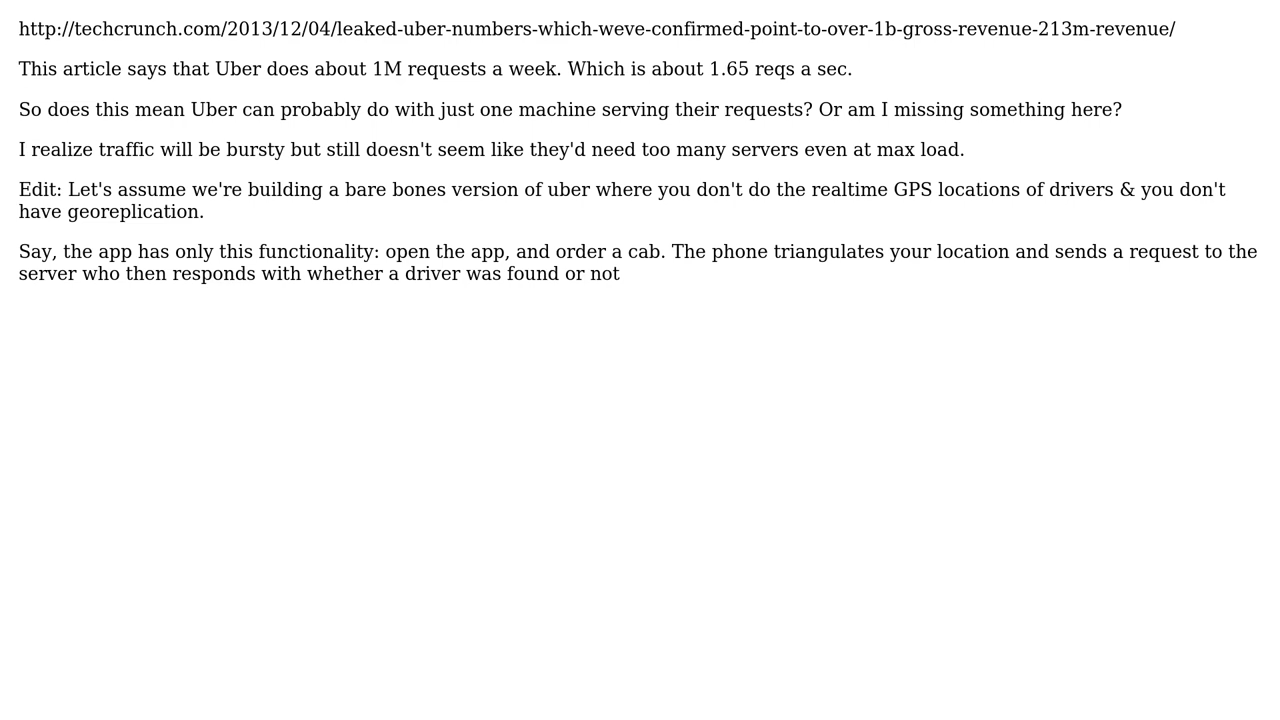 http://techcrunch.com/2013/12/04/leaked-uber-numbers-which-weve-confirmed-point-to-over-1b-gross-revenue-213m-revenue/
This article says that Uber does about 1M requests a week. Which is about 1.65 reqs a sec.
So does this mean Uber can probably do with just one machine serving their requests? Or am I missing something here?
I realize traffic will be bursty but still doesn't seem like they'd need too many servers even at max load.
Edit: Let's assume we're building a bare bones version of uber where you don't do the realtime GPS locations of drivers & you don't
have georeplication.
Say, the app has only this functionality: open the app, and order a cab. The phone triangulates your location and sends a request to the
server who then responds with whether a driver was found or not